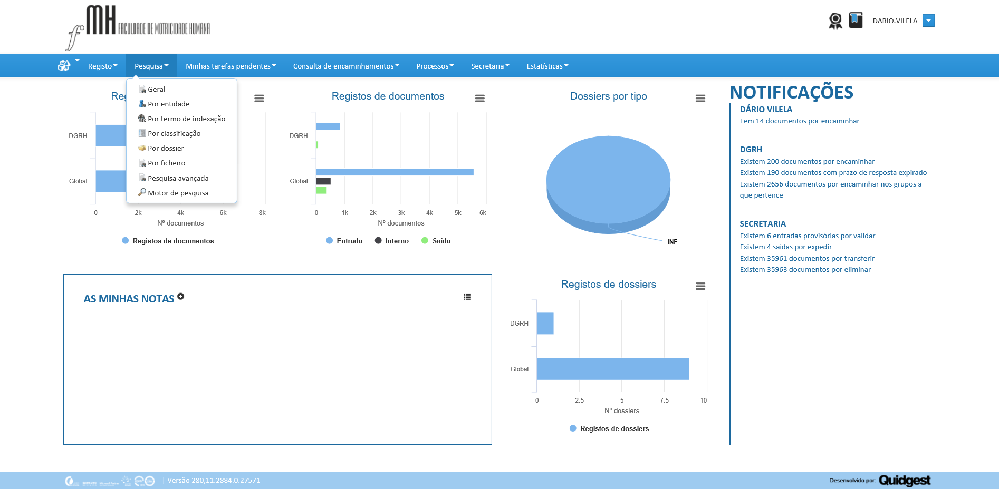 fMH FACULDADE DE MOTRICIDADE HUMANA
DARIO.VILELA
Registo
Pesquisa
Minhas tarefas pendentes
Consulta de encaminhamentos
Processos
Secretaria
Estatísticas
Geral
Por entidade
Por termo de indexação
Por classificação
Por dossier
Por ficheiro
Pesquisa avançada
Motor de pesquisa
DGRH
Global
0 2k 4k 6k 8k
Nº documentos
Registos de documentos
Registos de documentos
DGRH
Global
0 1k 2k 3k 4k 5k 6k
Nº documentos
Entrada Interno Saída
Dossiers por tipo
INF
NOTIFICAÇÕES
DÁRIO VILELA
Tem 14 documentos por encaminhar
DGRH
Existem 200 documentos por encaminhar
Existem 190 documentos com prazo de resposta expirado
Existem 2656 documentos por encaminhar nos grupos a
que pertence
SECRETARIA
Existem 6 entradas provisórias por validar
Existem 4 saídas por expedir
Existem 35961 documentos por transferir
Existem 35963 documentos por eliminar
AS MINHAS NOTAS
Registos de dossiers
DGRH
Global
0 2.5 5 7.5 10
Nº dossiers
Registos de dossiers
| Versão 280,11.2884.0.27571
Desenvolvido por: Quidgest